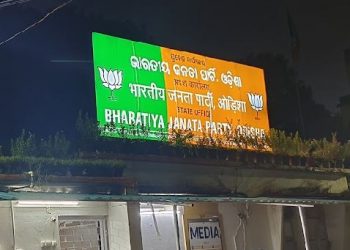 ଭାରତୀୟ ଜନତା ପାର୍ଟି, ଓଡ଼ିଶା
भारतीय जनता पार्टी, ओडिशा
STATE OFFICE
BHARATIYA JANATA PARTY, ODISHA
MEDIA